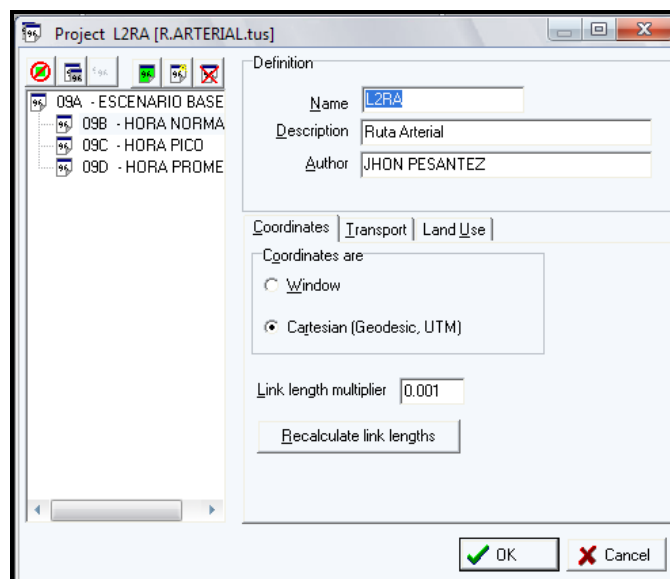 Project L2RA [R.ARTERIAL.tus]
09A - ESCENARIO BASE
09B - HORA NORMA
09C - HORA PICO
09D - HORA PROME
Definition
Name L2RA
Description Ruta Arterial
Author JHON PESANTEZ
Coordinates Transport Land Use
Coordinates are
Window
Cartesian (Geodesic, UTM)
Link length multiplier 0.001
Recalculate link lengths
OK Cancel